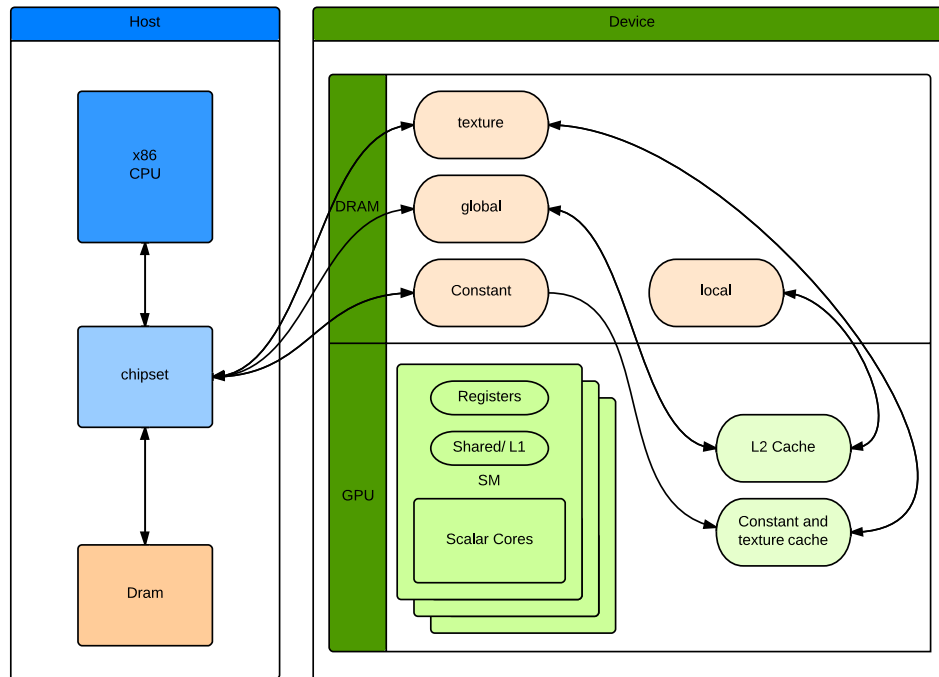 Host
Device
x86
CPU
chipset
Dram
DRAM
texture
global
Constant
local
GPU
Registers
Shared/ L1
SM
Scalar Cores
L2 Cache
Constant and
texture cache